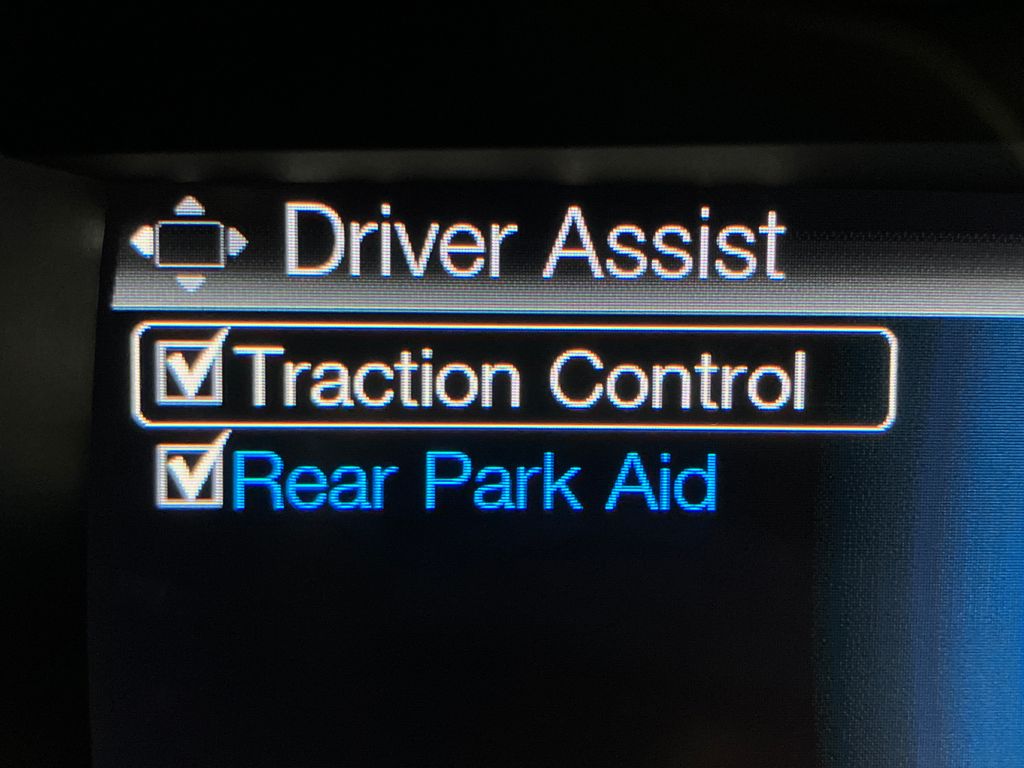 Driver Assist
Traction Control
Rear Park Aid